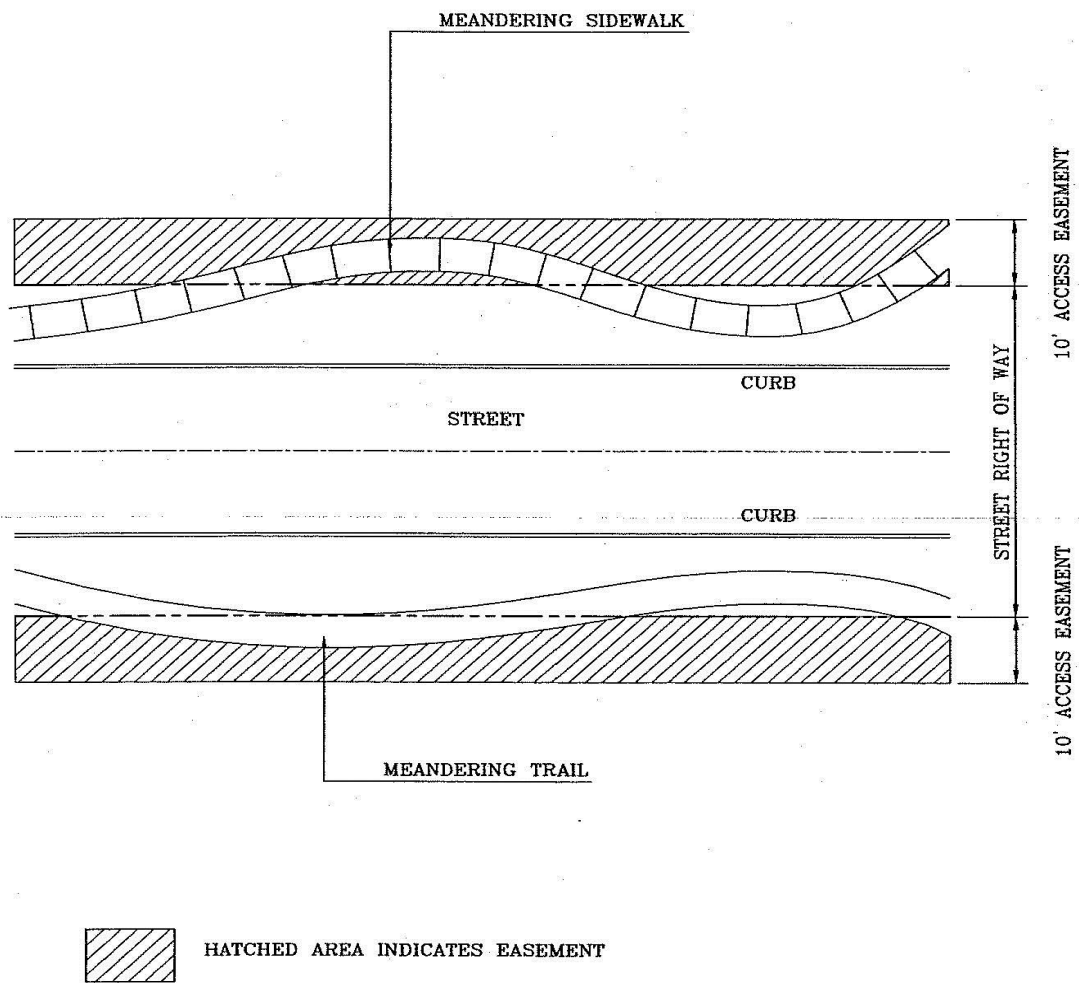 MEANDERING SIDEWALK
10' ACCESS EASEMENT
CURB
STREET
STREET RIGHT OF WAY
CURB
10' ACCESS EASEMENT
MEANDERING TRAIL
HATCHED AREA INDICATES EASEMENT